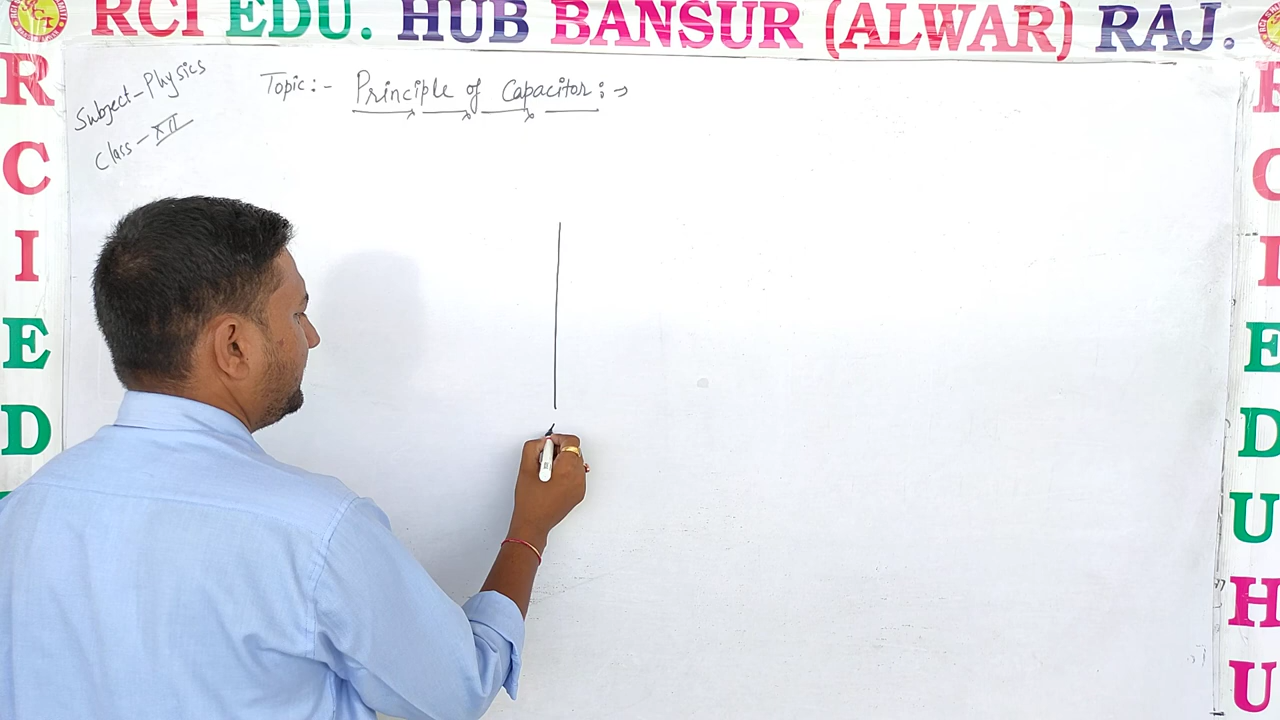 RCI EDU. HUB BANSUR (ALWAR) RAJ.
Subject-Physics
Class-XII
Topic:- Principle of Capacitor:→
R
C
I
E
D
E
D
U
H
U